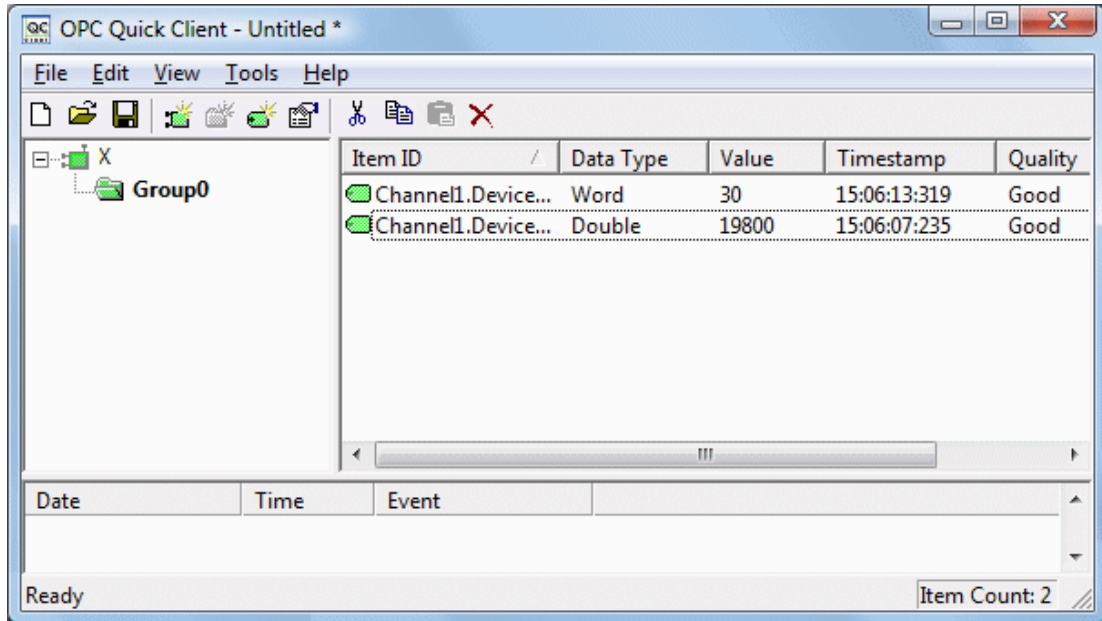 OPC Quick Client - Untitled *
File Edit View Tools Help
X
Group0
Item ID Data Type Value Timestamp Quality
Channel1.Device... Word 30 15:06:13:319 Good
Channel1.Device... Double 19800 15:06:07:235 Good
Date Time Event
Ready Item Count: 2